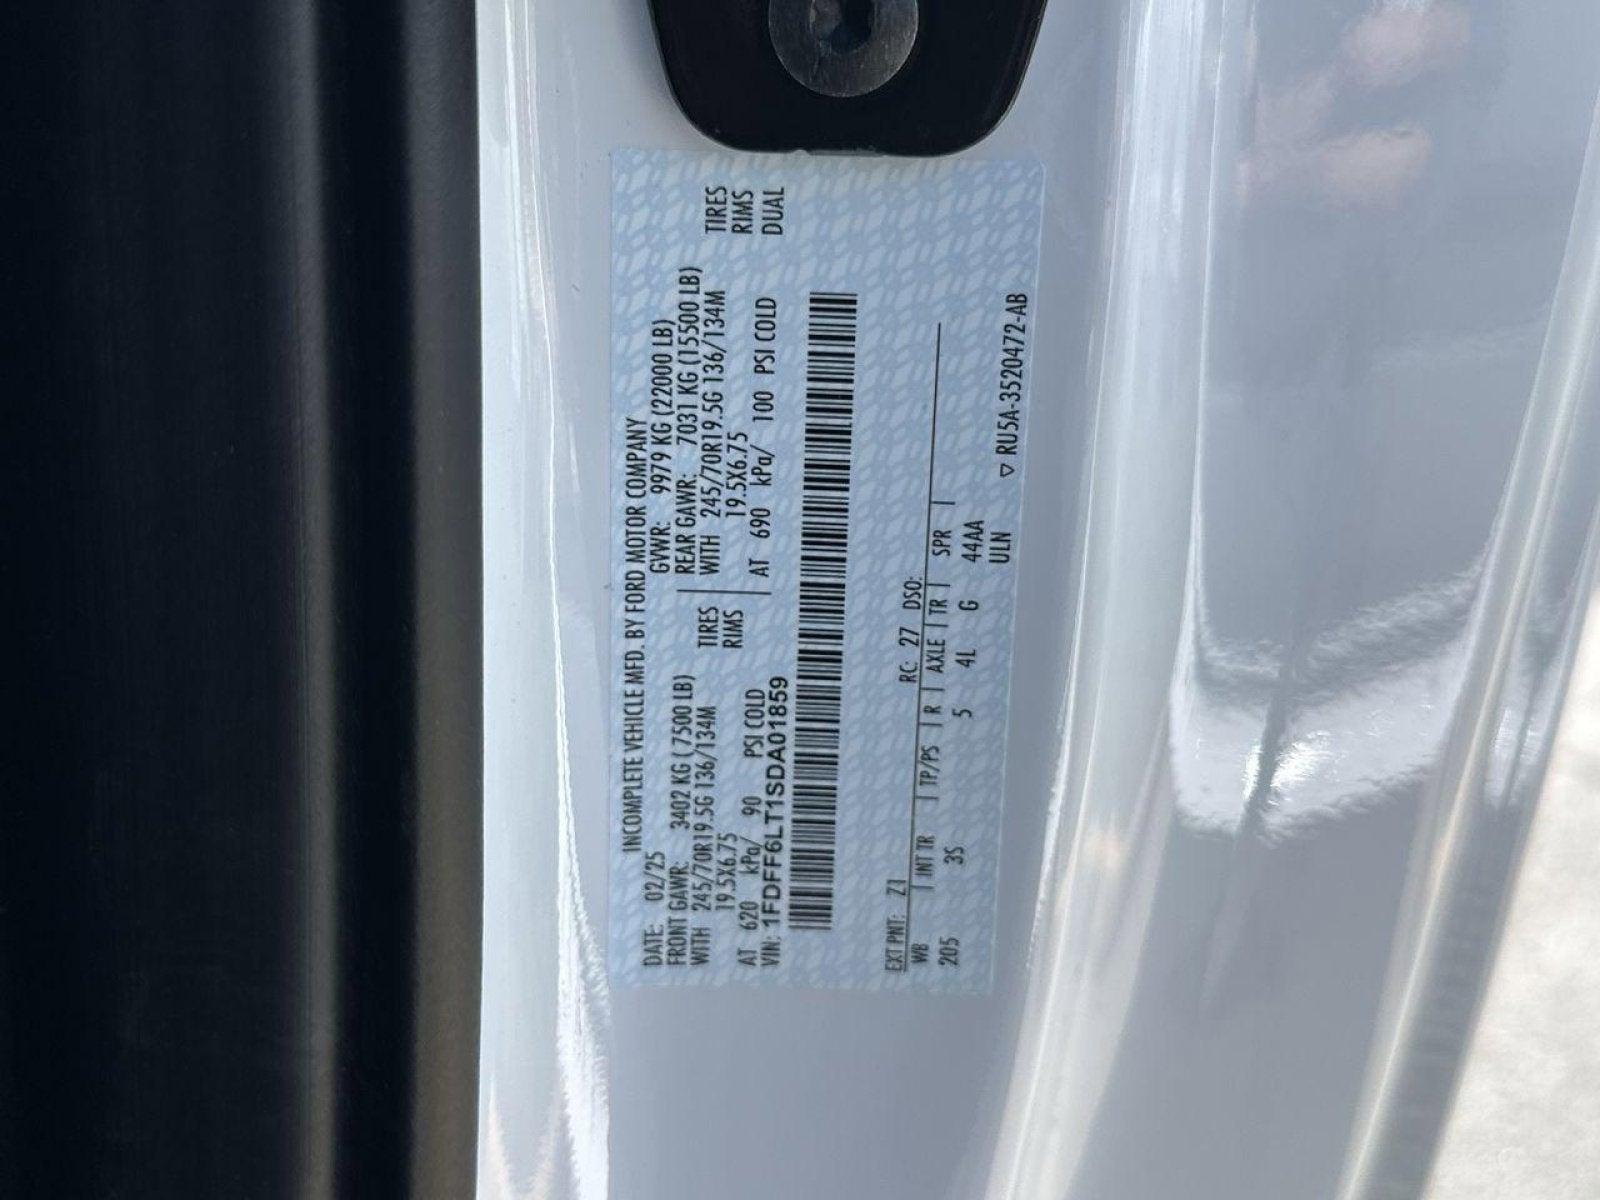 INCOMPLETE VEHICLE MFD. BY FORD MOTOR COMPANY
DATE: 02/25 GVWR: 9979 KG (22000 LB)
FRONT GAWR: 3402 KG (7500 LB) REAR GAWR: 7031 KG (15500 LB)
WITH 245/70R19.5G 136/134M TIRES WITH 245/70R19.5G 136/134M TIRES
19.5X6.75 RIMS 19.5X6.75 RIMS
AT 620 kPa/ 90 PSI COLD AT 690 kPa/ 100 PSI COLD DUAL
VIN: 1FDFF6LT1SDA01859
EXT PNT: Z1 RC: 27 DSO:
WB | INT TR | TP/PS | R | AXLE | TR | SPR |
205 3S 5 4L G 44AA
ULN
▽ RU5A-3520472-AB